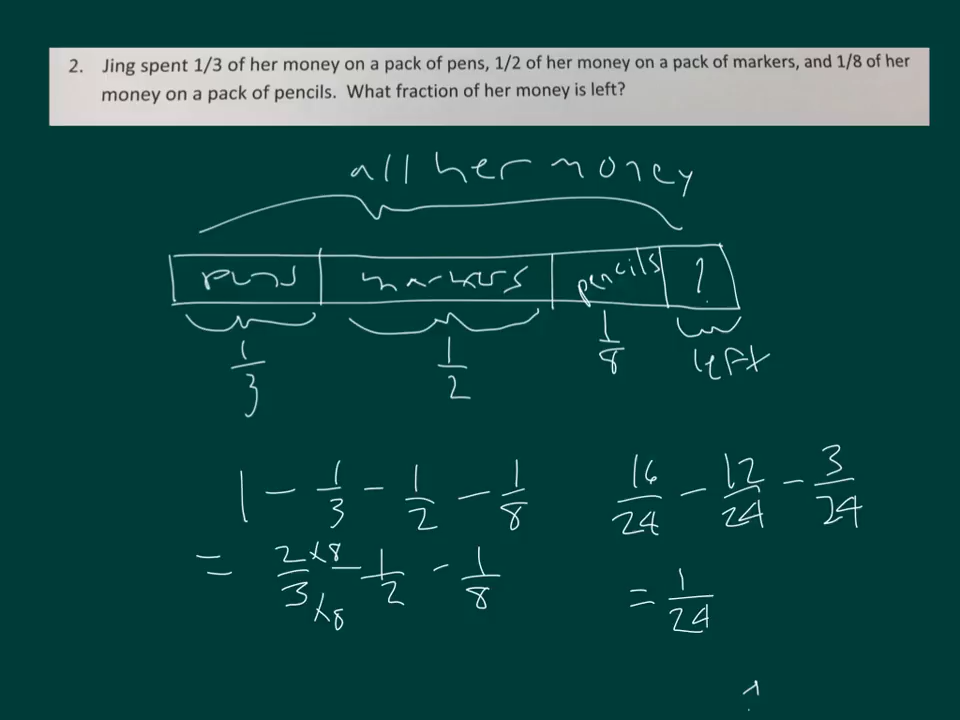 2. Jing spent 1/3 of her money on a pack of pens, 1/2 of her money on a pack of markers, and 1/8 of her
money on a pack of pencils. What fraction of her money is left?
all her money
pens markers pencils ?
1/3 1/2 1/8 left
1 - 1/3 - 1/2 - 1/8
= 2×8/3×8 - 1/2 - 1/8
16/24 - 12/24 - 3/24
= 1/24